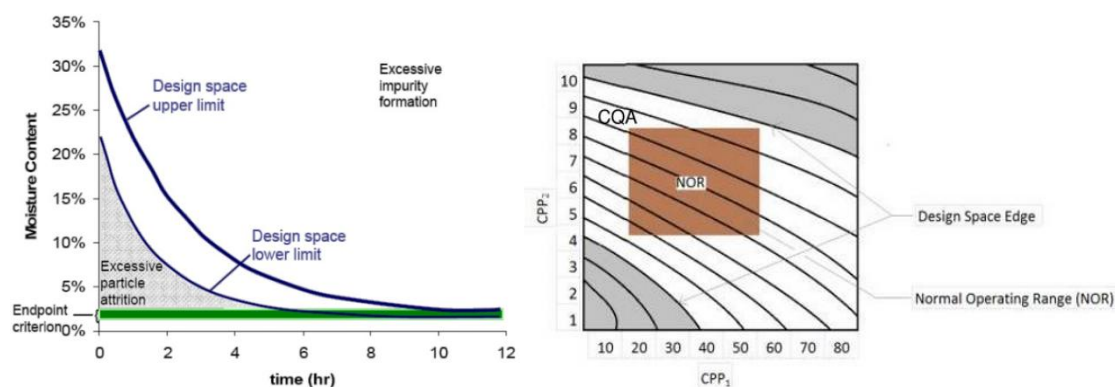 35%
30%
25%
20%
15%
10%
5%
0%
Moisture Content
Design space
upper limit
Excessive
impurity
formation
Design space
lower limit
Excessive
particle
attrition
Endpoint
criterion
0 2 4 6 8 10 12
time (hr)
10
9
8
7
6
5
4
3
2
1
CPP₂
CQA
NOR
Design Space Edge
Normal Operating Range (NOR)
10 20 30 40 50 60 70 80
CPP₁